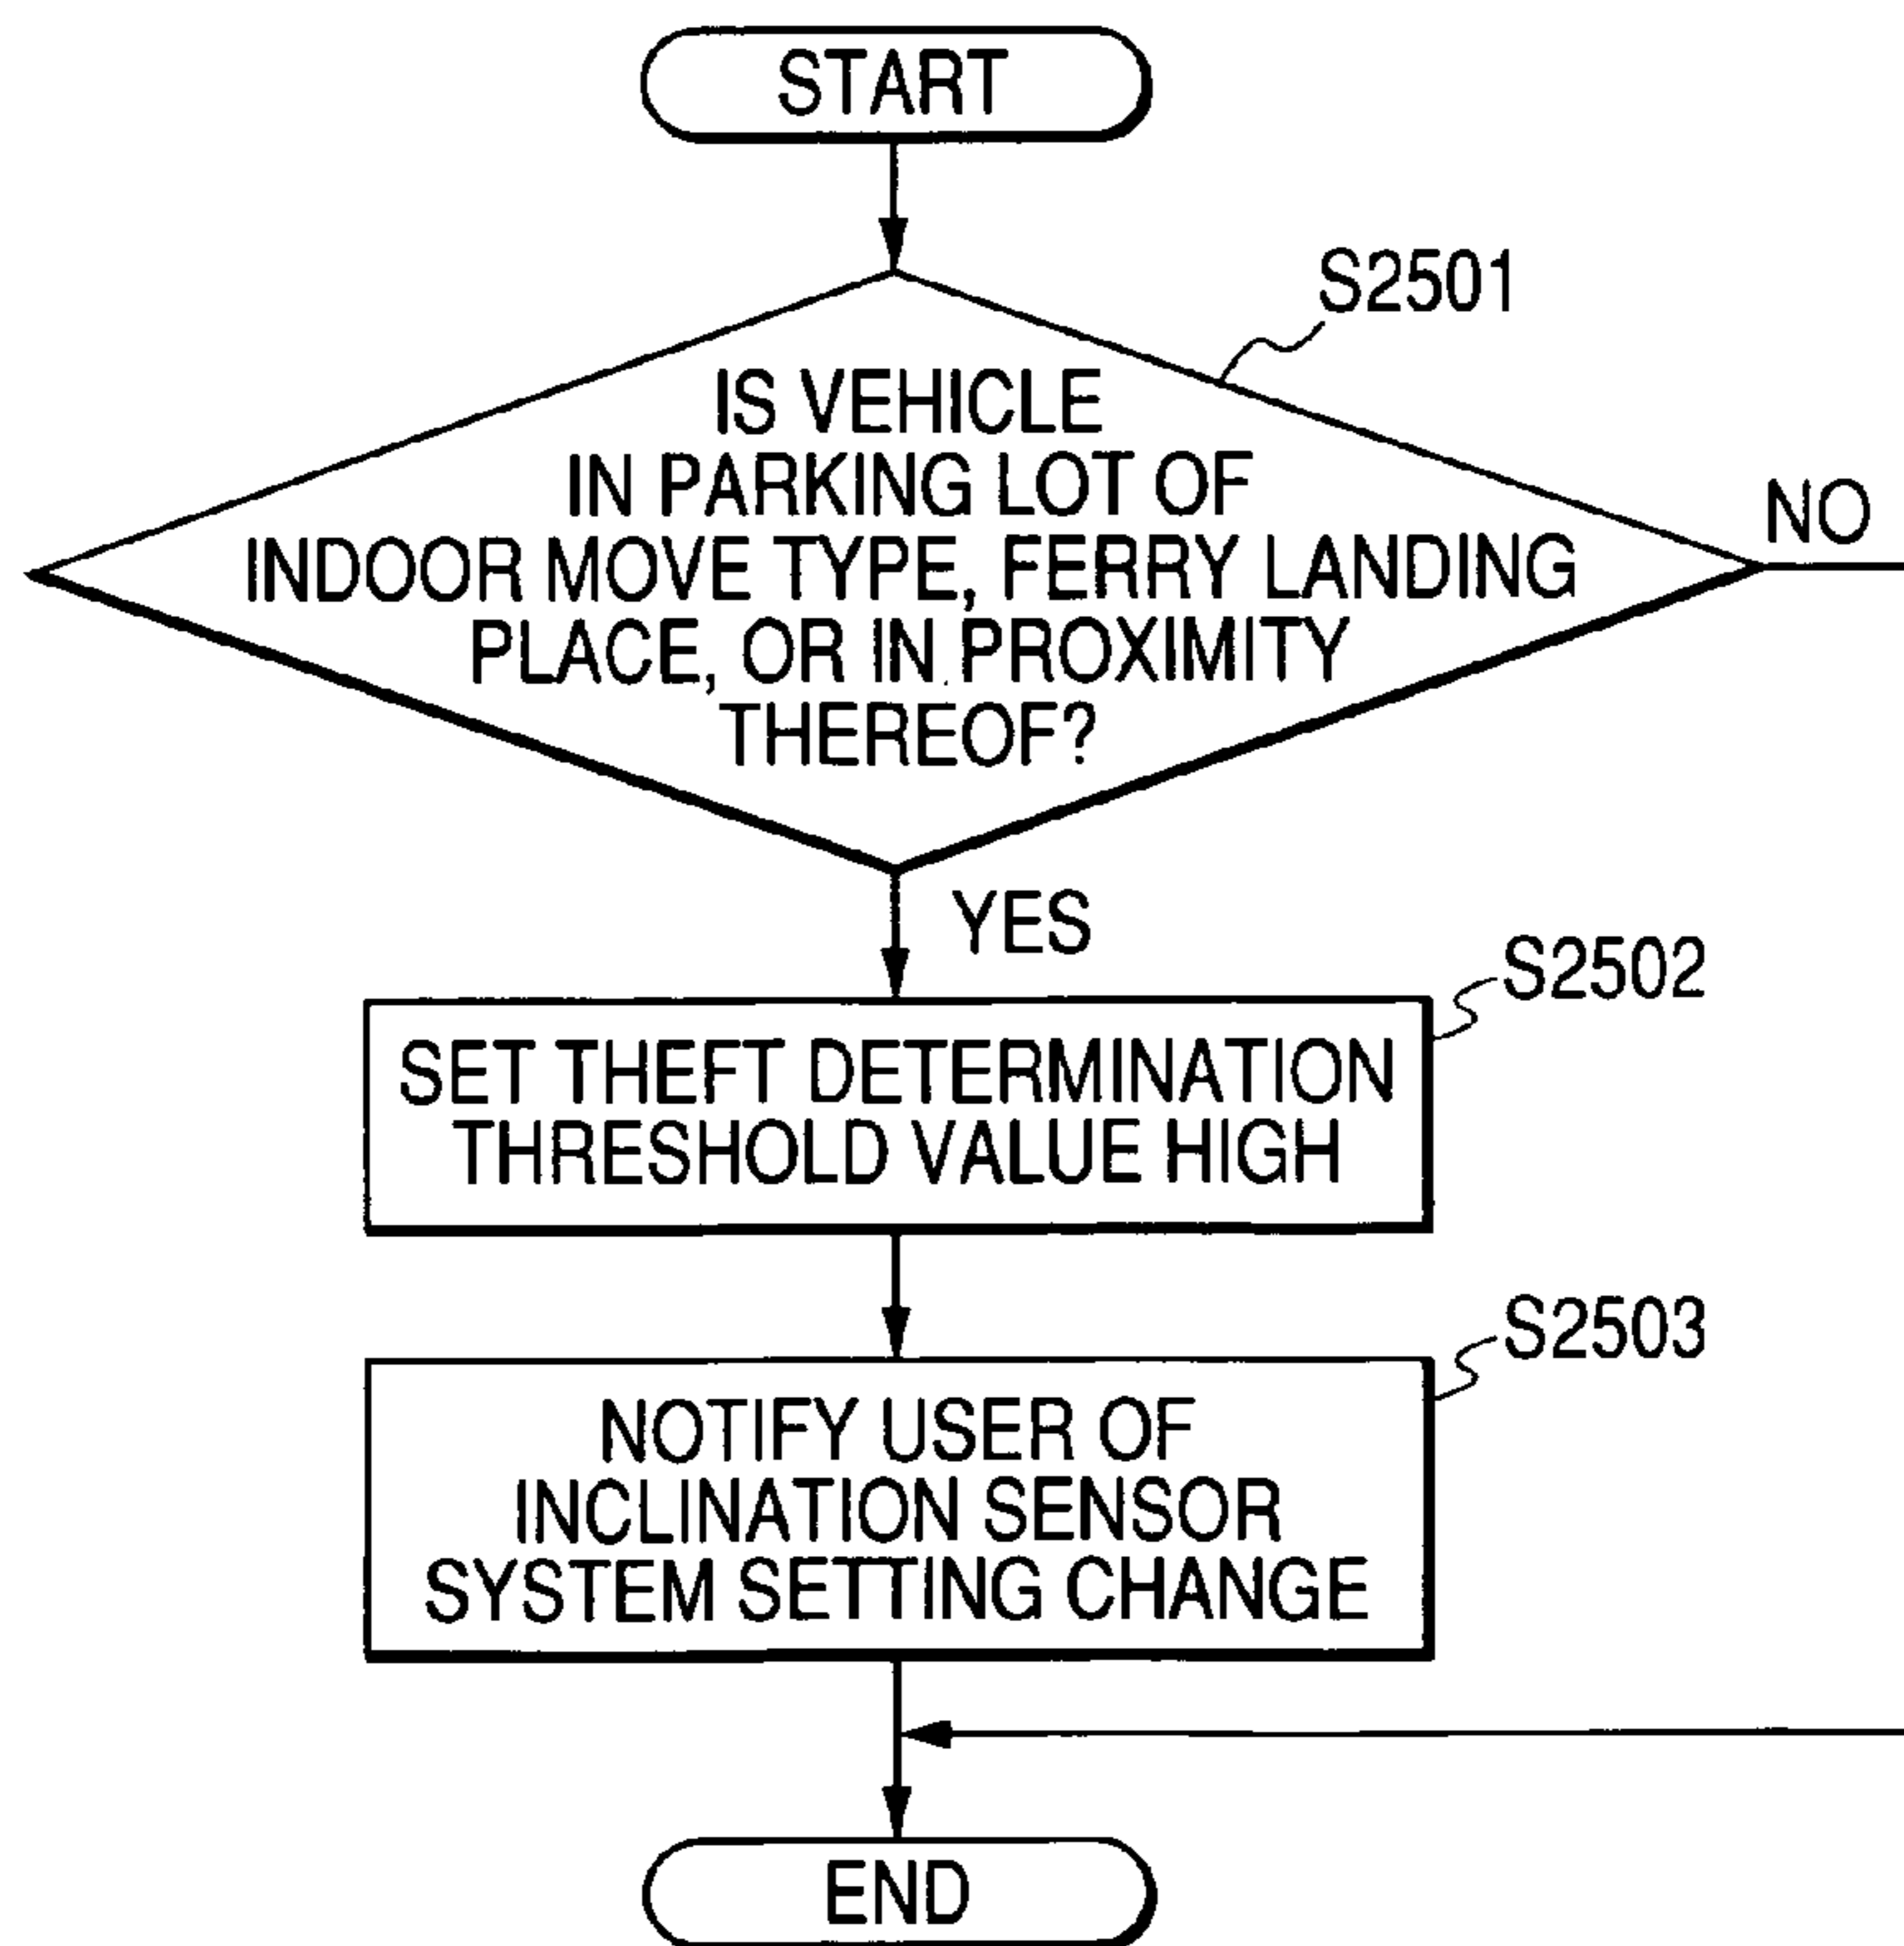 START
S2501
IS VEHICLE
IN PARKING LOT OF
INDOOR MOVE TYPE, FERRY LANDING
PLACE, OR IN PROXIMITY
THEREOF?
NO
YES
S2502
SET THEFT DETERMINATION
THRESHOLD VALUE HIGH
S2503
NOTIFY USER OF
INCLINATION SENSOR
SYSTEM SETTING CHANGE
END